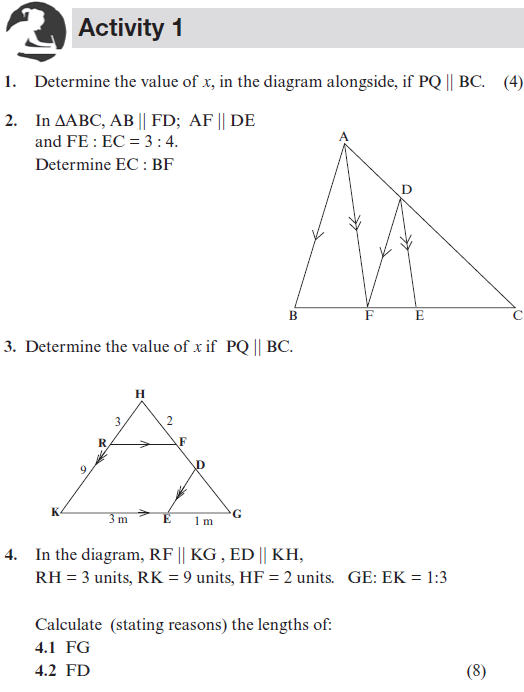 Activity 1
1. Determine the value of x, in the diagram alongside, if PQ || BC. (4)
2. In ΔABC, AB || FD; AF || DE
and FE : EC = 3 : 4.
Determine EC : BF
A
D
B F E C
3. Determine the value of x if PQ || BC.
H
3 2
R F
9 D
K E G
3 m 1 m
4. In the diagram, RF || KG , ED || KH,
RH = 3 units, RK = 9 units, HF = 2 units. GE: EK = 1:3
Calculate (stating reasons) the lengths of:
4.1 FG
4.2 FD (8)